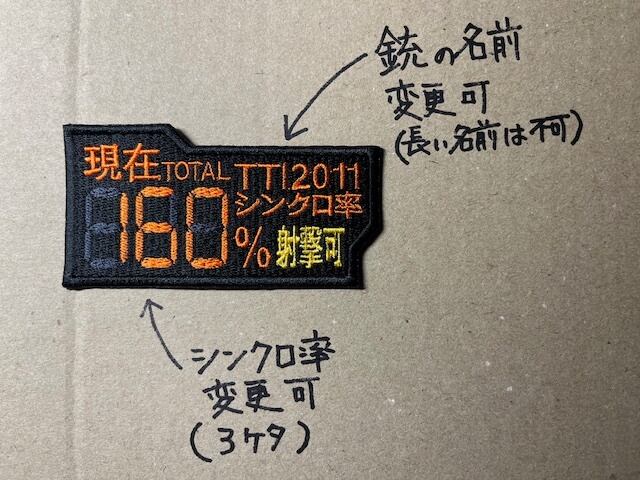 銃の名前
変更可
(長い名前は不可)
現在TOTAL TTI.2011
シンクロ率
160%射撃可
シンクロ率
変更可
(3ケタ)